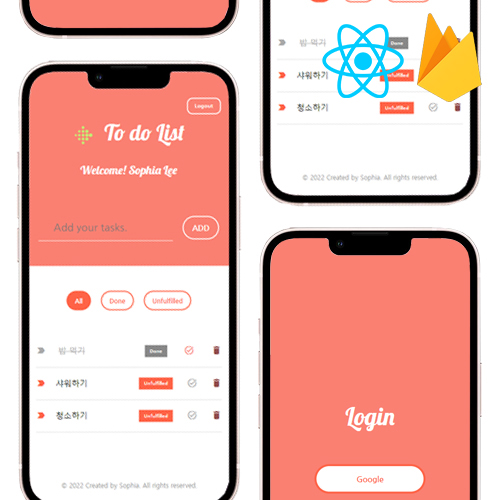 Logout
To do List
Welcome! Sophia Lee
Add your tasks.
ADD
All
Done
Unfulfilled
밥 먹기
Done
샤워하기
Unfulfilled
청소하기
Unfulfilled
© 2022 Created by Sophia. All rights reserved.
밥 먹기
Done
샤워하기
Unfulfilled
청소하기
Unfulfilled
© 2022 Created by Sophia. All rights reserved.
Login
Google